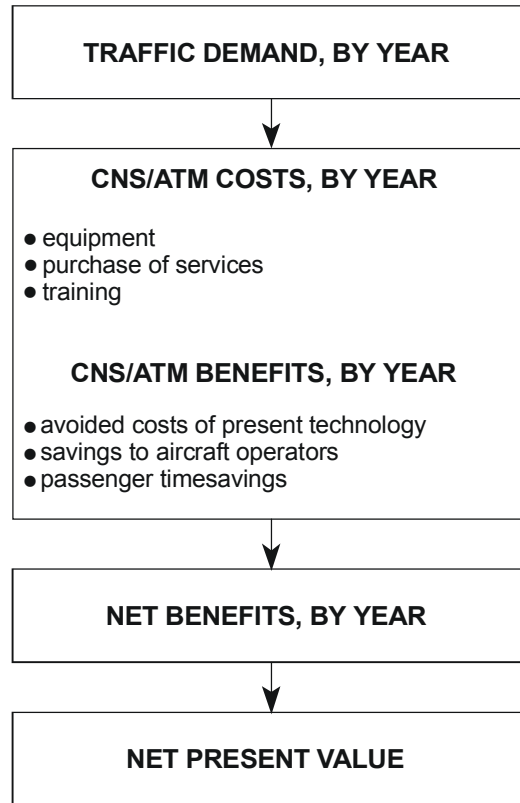 TRAFFIC DEMAND, BY YEAR
CNS/ATM COSTS, BY YEAR
● equipment
● purchase of services
● training
CNS/ATM BENEFITS, BY YEAR
● avoided costs of present technology
● savings to aircraft operators
● passenger timesavings
NET BENEFITS, BY YEAR
NET PRESENT VALUE